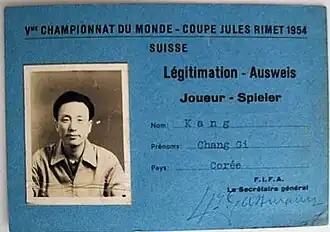 Vme CHAMPIONNAT DU MONDE - COUPE JULES RIMET 1954
SUISSE
Légitimation - Ausweis
Joueur - Spieler
Nom: Kang
Prénoms: Chang Gi
Pays: Corée
F.I.F.A.
Le Secrétaire général